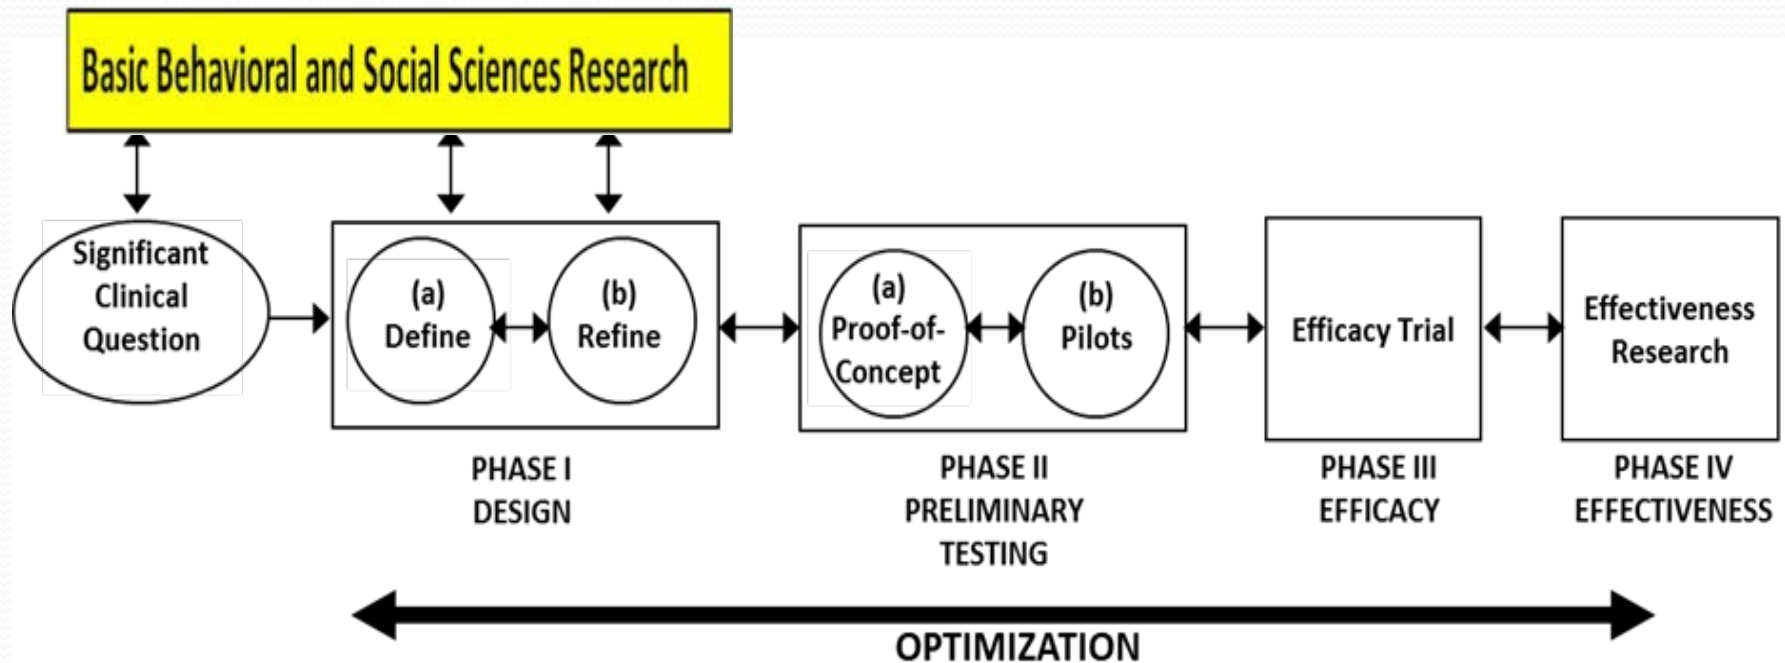 Basic Behavioral and Social Sciences Research
Significant
Clinical
Question
(a)
Define
(b)
Refine
(a)
Proof-of-
Concept
(b)
Pilots
Efficacy Trial
Effectiveness
Research
PHASE I
DESIGN
PHASE II
PRELIMINARY
TESTING
PHASE III
EFFICACY
PHASE IV
EFFECTIVENESS
OPTIMIZATION